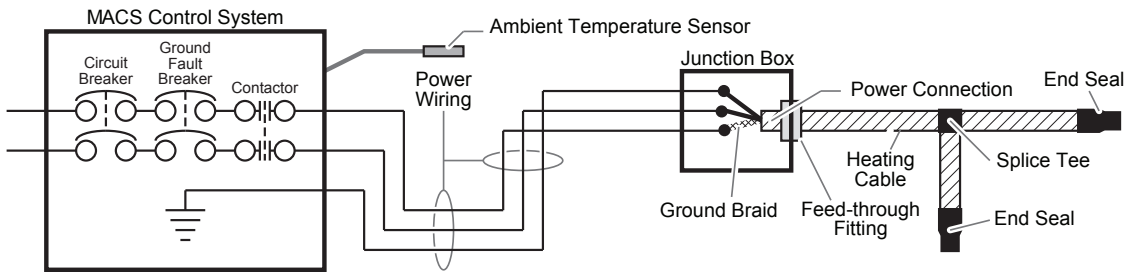 MACS Control System
Circuit
Breaker
Ground
Fault
Breaker
Contactor
Ambient Temperature Sensor
Power
Wiring
Junction Box
Power Connection
End Seal
Heating
Cable
Splice Tee
Ground Braid
Feed-through
Fitting
End Seal